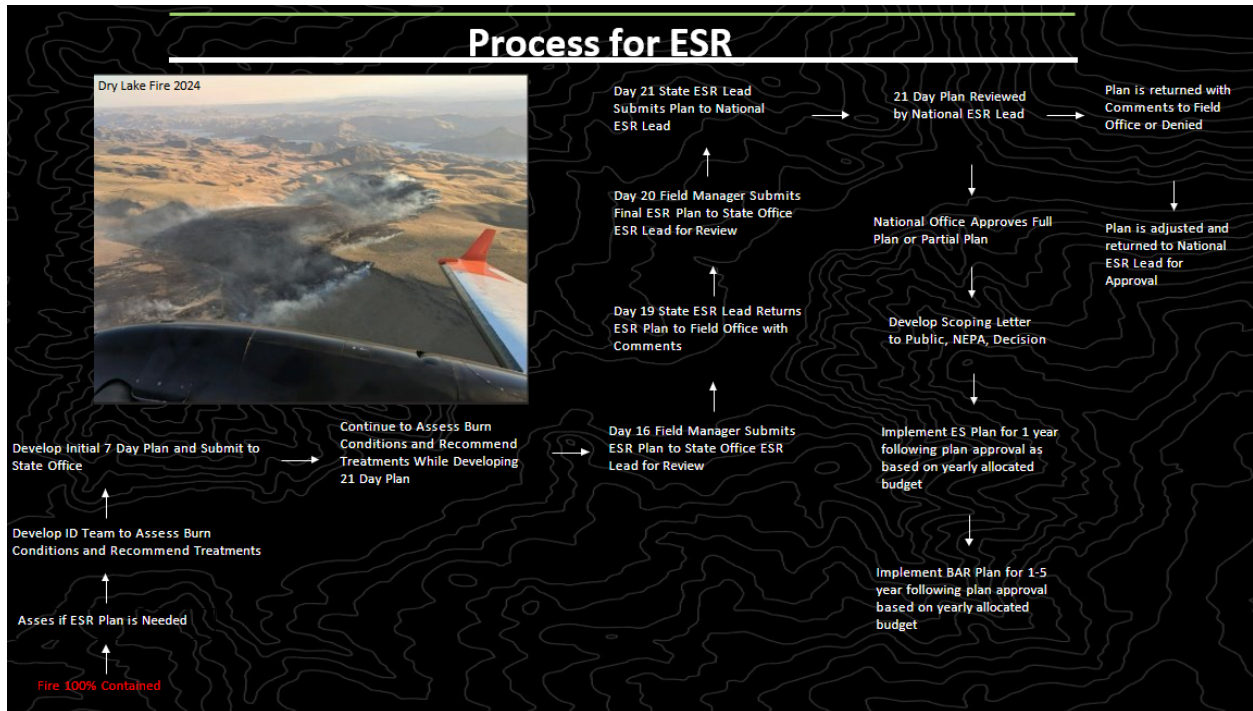 Process for ESR
Dry Lake Fire 2024
Fire 100% Contained
Asses if ESR Plan is Needed
Develop ID Team to Assess Burn
Conditions and Recommend Treatments
Develop Initial 7 Day Plan and Submit to
State Office
Continue to Assess Burn
Conditions and Recommend
Treatments While Developing
21 Day Plan
Day 16 Field Manager Submits
ESR Plan to State Office ESR
Lead for Review
Day 19 State ESR Lead Returns
ESR Plan to Field Office with
Comments
Day 20 Field Manager Submits
Final ESR Plan to State Office
ESR Lead for Review
Day 21 State ESR Lead
Submits Plan to National
ESR Lead
21 Day Plan Reviewed
by National ESR Lead
Plan is returned with
Comments to Field
Office or Denied
Plan is adjusted and
returned to National
ESR Lead for
Approval
National Office Approves Full
Plan or Partial Plan
Develop Scoping Letter
to Public, NEPA, Decision
Implement ES Plan for 1 year
following plan approval as
based on yearly allocated
budget
Implement BAR Plan for 1-5
year following plan approval
based on yearly allocated
budget